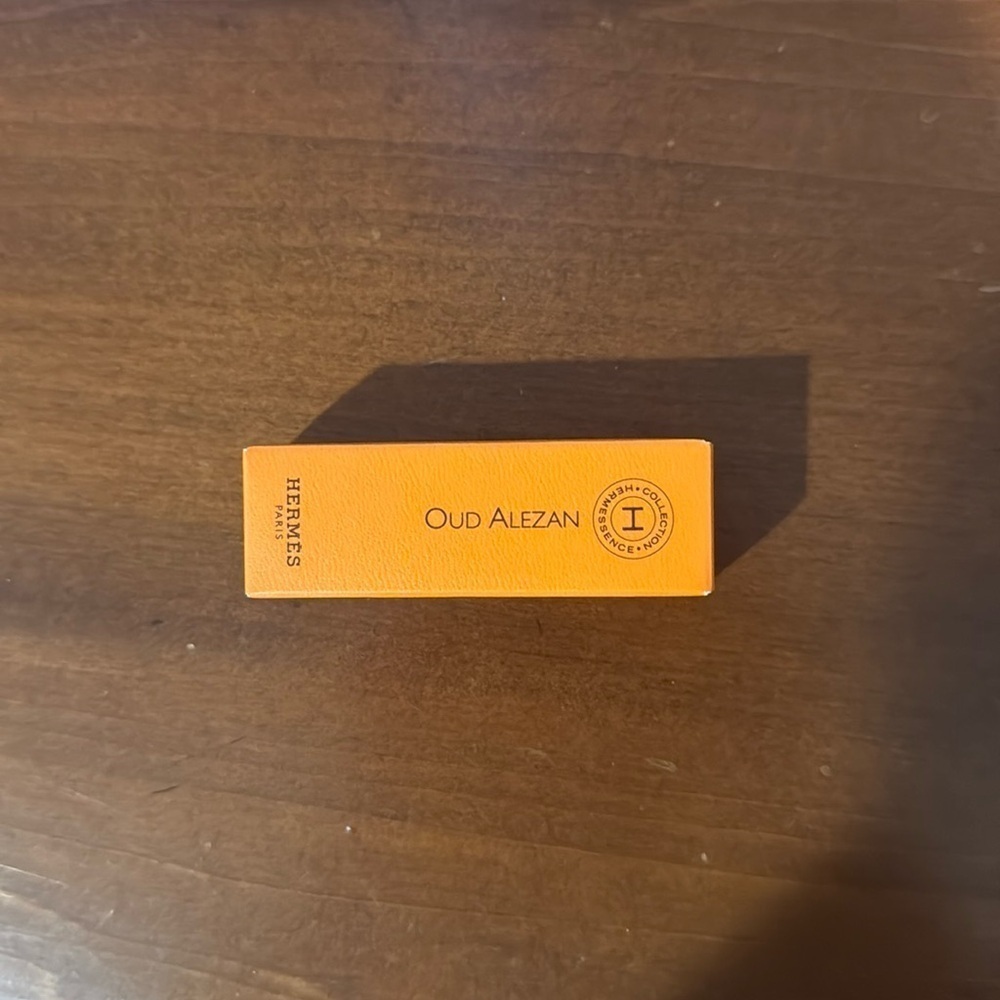 HERMÈS
PARIS
OUD ALEZAN
HERMESSENCE • COLLECTION •
H